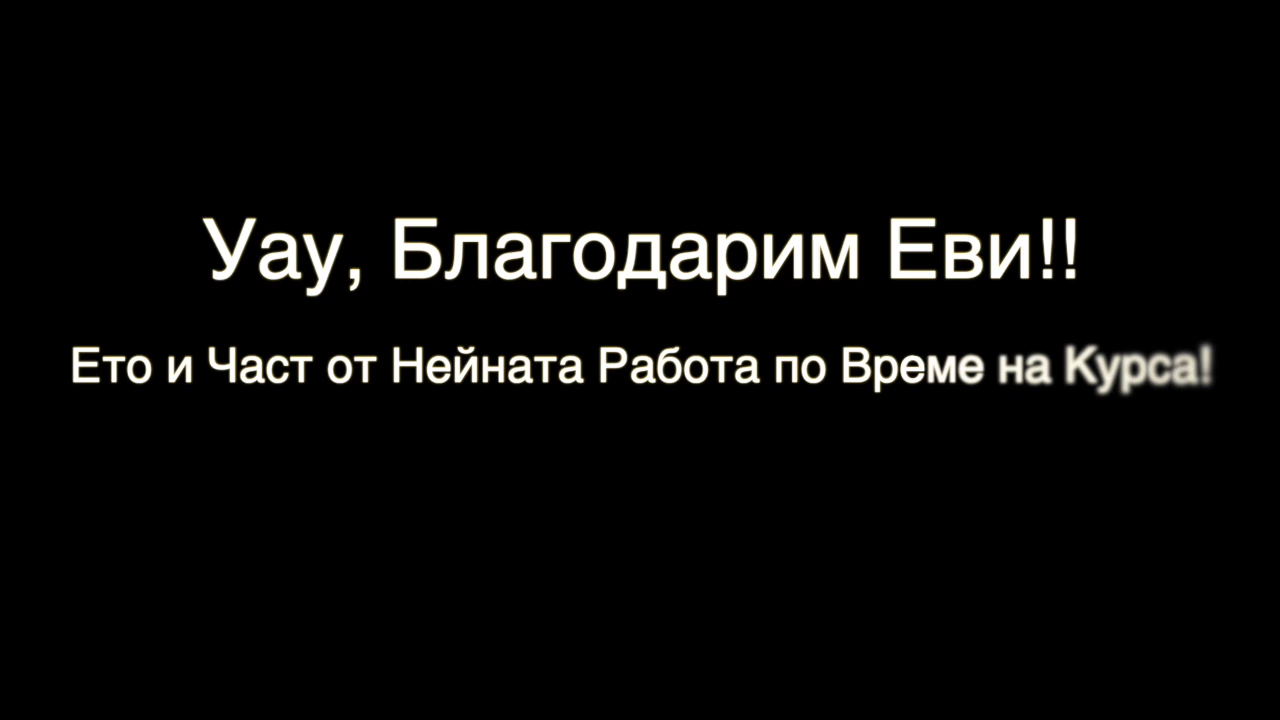 Уау, Благодарим Еви!!
Ето и Част от Нейната Работа по Време на Курса!